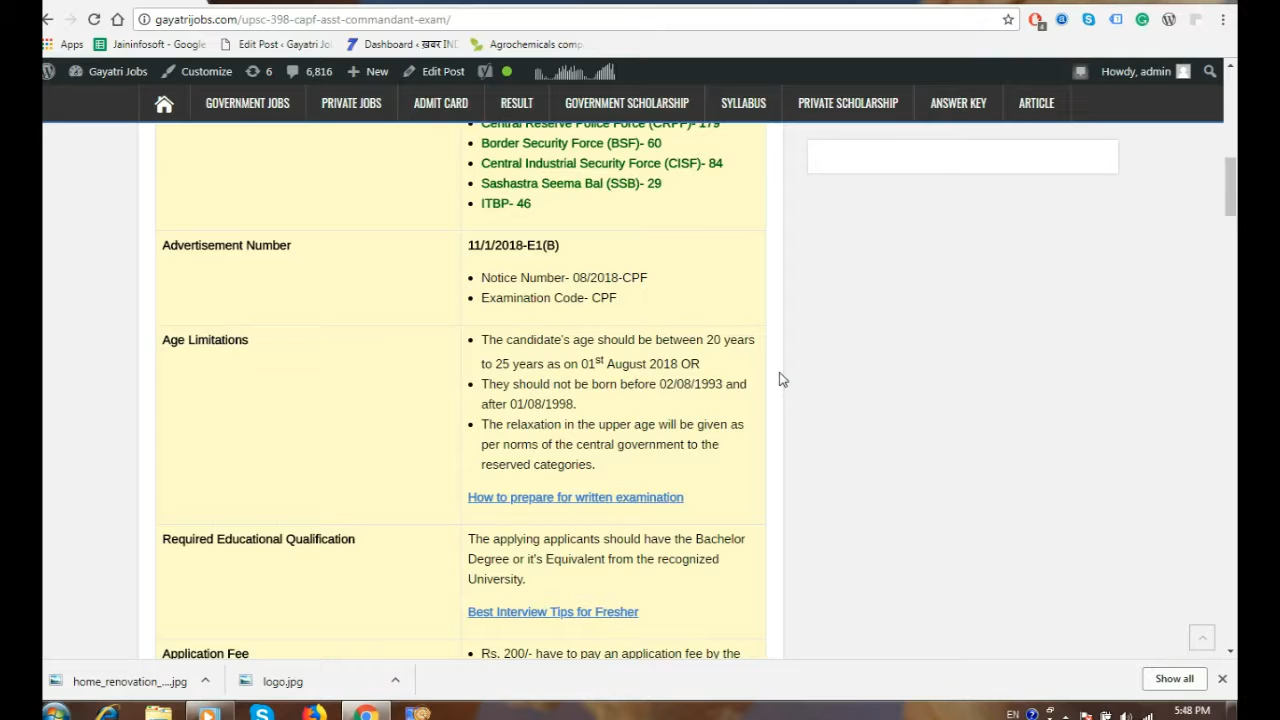 gayatrijobs.com/upsc-398-capf-asst-commandant-exam/
4
Apps Jaininfosoft - Google Edit Post ‹ Gayatri Jo Dashboard ‹ ख़बर IND Agrochemicals comp
Gayatri Jobs Customize 6 6,816 New Edit Post Howdy, admin
GOVERNMENT JOBS PRIVATE JOBS ADMIT CARD RESULT GOVERNMENT SCHOLARSHIP SYLLABUS PRIVATE SCHOLARSHIP ANSWER KEY ARTICLE
Central Reserve Police Force (CRPF)- 179
Border Security Force (BSF)- 60
Central Industrial Security Force (CISF)- 84
Sashastra Seema Bal (SSB)- 29
ITBP- 46
Advertisement Number 11/1/2018-E1(B)
Notice Number- 08/2018-CPF
Examination Code- CPF
Age Limitations The candidate's age should be between 20 years
to 25 years as on 01st August 2018 OR
They should not be born before 02/08/1993 and
after 01/08/1998.
The relaxation in the upper age will be given as
per norms of the central government to the
reserved categories.
How to prepare for written examination
Required Educational Qualification The applying applicants should have the Bachelor
Degree or it's Equivalent from the recognized
University.
Best Interview Tips for Fresher
Application Fee Rs. 200/- have to pay an application fee by the
home_renovation_....jpg logo.jpg Show all
EN 5:48 PM